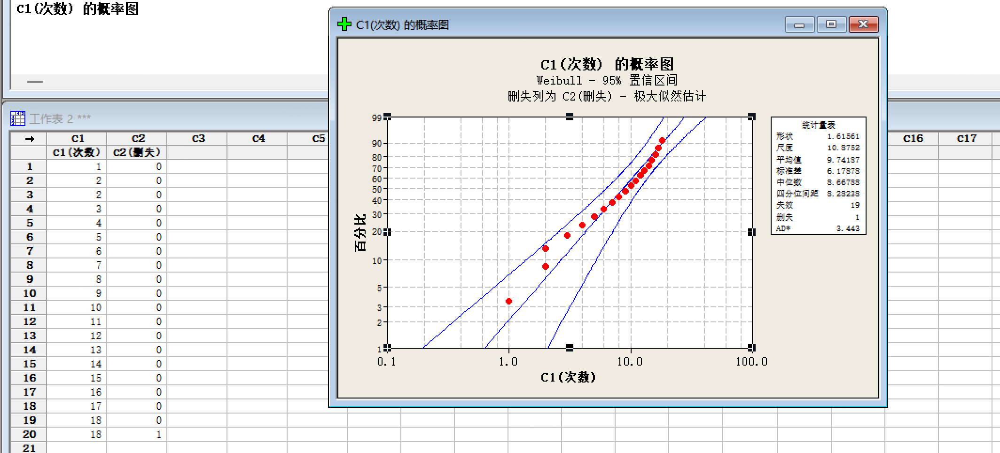 C1(次数) 的概率图
工作表 2 ***
→ C1 C2 C3 C4 C5 C16 C17
C1(次数) C2(删失)
1 1 0
2 2 0
3 2 0
4 3 0
5 4 0
6 5 0
7 6 0
8 7 0
9 8 0
10 9 0
11 10 0
12 11 0
13 12 0
14 13 0
15 14 0
16 15 0
17 16 0
18 17 0
19 18 0
20 18 1
21
C1(次数) 的概率图
C1(次数) 的概率图
Weibull - 95% 置信区间
删失列为 C2(删失) - 极大似然估计
百分比
99
90
80
70
60
50
40
30
20
10
5
3
2
1
0.1 1.0 10.0 100.0
C1(次数)
统计量表
形状 1.61561
尺度 10.8752
平均值 9.74187
标准差 6.17878
中位数 8.66788
四分位间距 8.28238
失效 19
删失 1
AD* 3.443